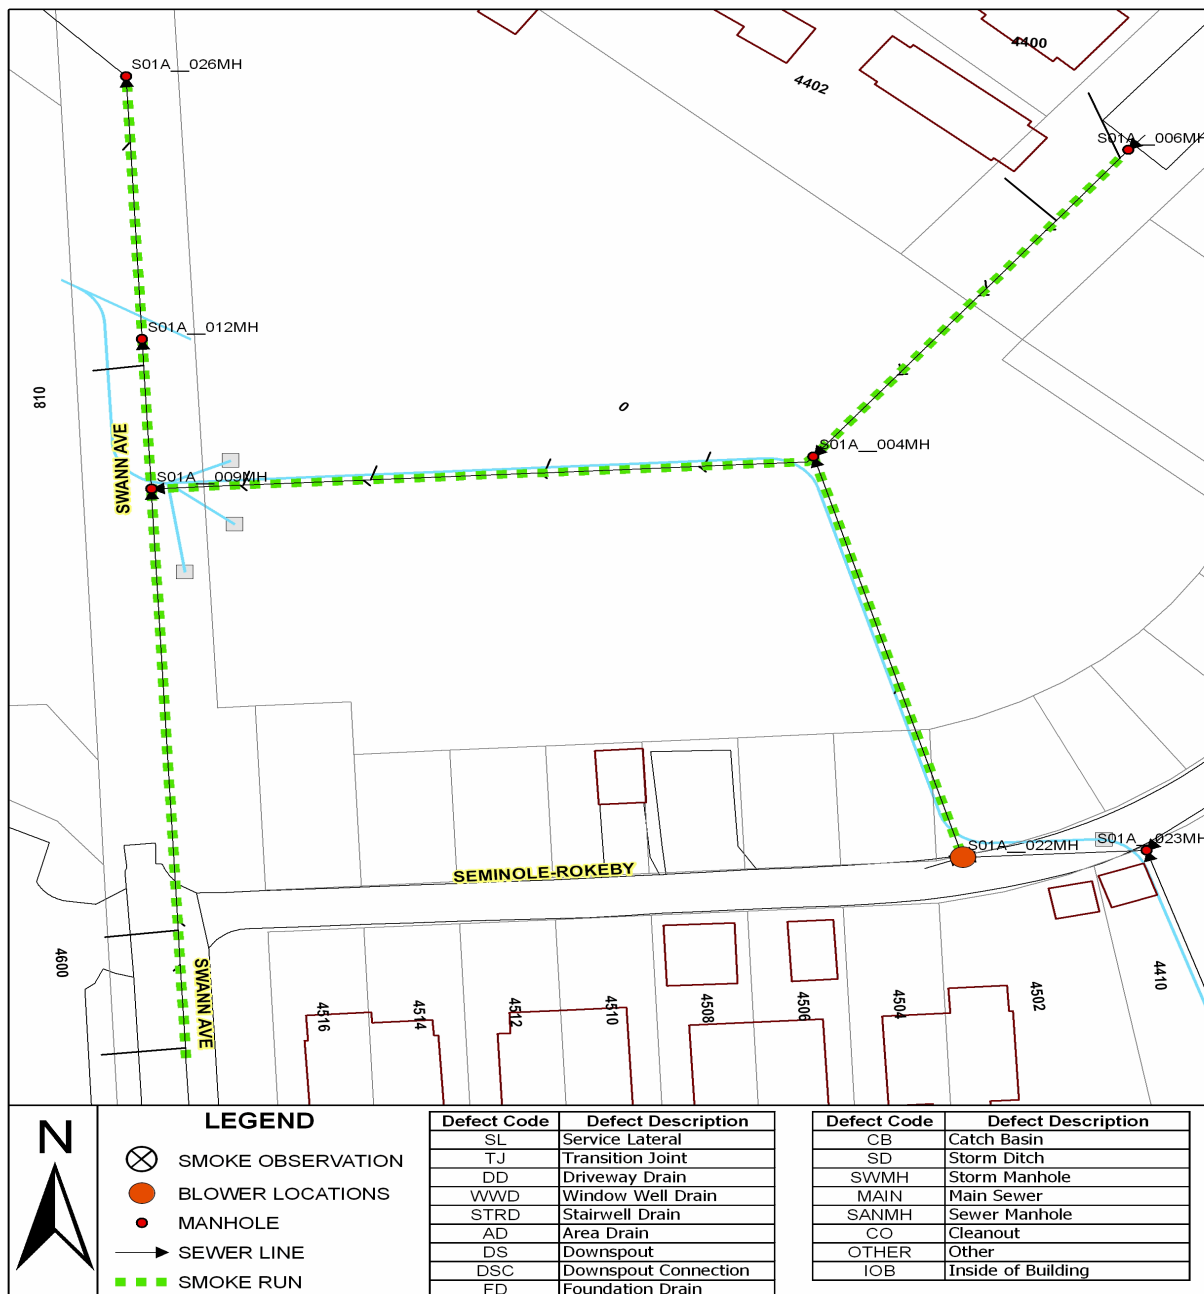 4400
S01A__026MH
4402
S01A__006MH
S01A__012MH
810
0
SWANN AVE
S01A__004MH
S01A__009MH
S01A__023MH
S01A__022MH
SEMINOLE-ROKEBY
4600
SWANN AVE
4516
4514
4512
4510
4508
4506
4504
4502
4410
N
LEGEND
SMOKE OBSERVATION
BLOWER LOCATIONS
MANHOLE
SEWER LINE
SMOKE RUN
Defect Code Defect Description
SL Service Lateral
TJ Transition Joint
DD Driveway Drain
WWD Window Well Drain
STRD Stairwell Drain
AD Area Drain
DS Downspout
DSC Downspout Connection
FD Foundation Drain
Defect Code Defect Description
CB Catch Basin
SD Storm Ditch
SWMH Storm Manhole
MAIN Main Sewer
SANMH Sewer Manhole
CO Cleanout
OTHER Other
IOB Inside of Building